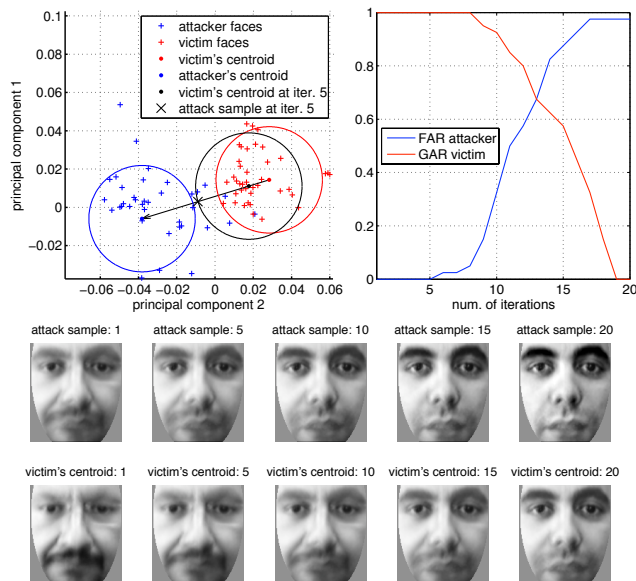 0.1
0.08
0.06
0.04
0.02
0
−0.02
−0.06
−0.04
−0.02
0
0.02
0.04
0.06
principal component 1
principal component 2
attacker faces
victim faces
victim's centroid
attacker's centroid
victim's centroid at iter. 5
attack sample at iter. 5
1
0.8
0.6
0.4
0.2
0
5
10
15
20
num. of iterations
FAR attacker
GAR victim
attack sample: 1
attack sample: 5
attack sample: 10
attack sample: 15
attack sample: 20
victim's centroid: 1
victim's centroid: 5
victim's centroid: 10
victim's centroid: 15
victim's centroid: 20